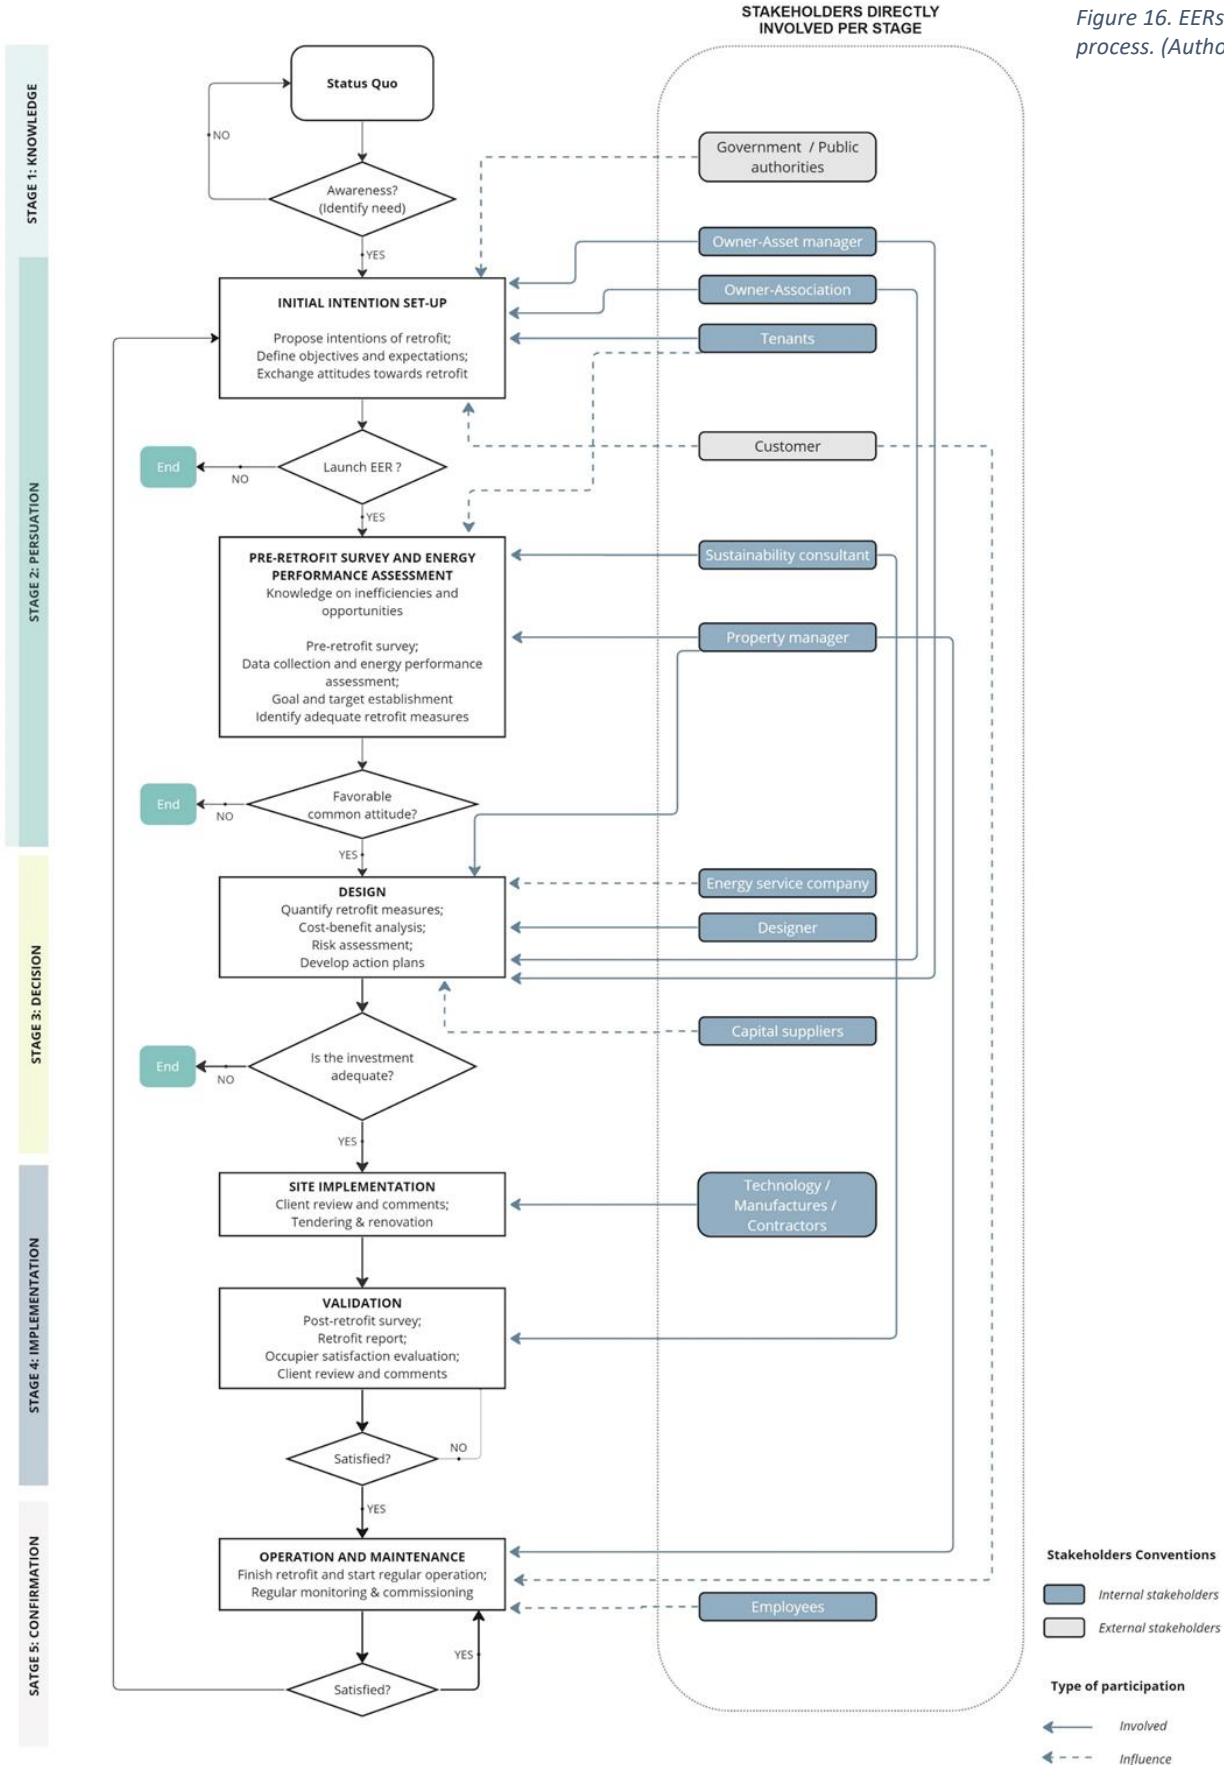 STAKEHOLDERS DIRECTLY
INVOLVED PER STAGE
Figure 16. EERs
process. (Autho
STAGE 1: KNOWLEDGE
Status Quo
NO
Awareness?
(Identify need)
YES
Government / Public
authorities
Owner-Asset manager
Owner-Association
Tenants
Customer
STAGE 2: PERSUATION
INITIAL INTENTION SET-UP
Propose intentions of retrofit;
Define objectives and expectations;
Exchange attitudes towards retrofit
End
NO
Launch EER ?
YES
PRE-RETROFIT SURVEY AND ENERGY
PERFORMANCE ASSESSMENT
Knowledge on inefficiencies and
opportunities
Pre-retrofit survey;
Data collection and energy performance
assessment;
Goal and target establishment
Identify adequate retrofit measures
Sustainability consultant
Property manager
End
NO
Favorable
common attitude?
YES
STAGE 3: DECISION
DESIGN
Quantify retrofit measures;
Cost-benefit analysis;
Risk assessment;
Develop action plans
Energy service company
Designer
Capital suppliers
End
NO
Is the investment
adequate?
YES
STAGE 4: IMPLEMENTATION
SITE IMPLEMENTATION
Client review and comments;
Tendering & renovation
Technology /
Manufactures /
Contractors
VALIDATION
Post-retrofit survey;
Retrofit report;
Occupier satisfaction evaluation;
Client review and comments
Satisfied?
NO
YES
SATGE 5: CONFIRMATION
OPERATION AND MAINTENANCE
Finish retrofit and start regular operation;
Regular monitoring & commissioning
Employees
YES
Satisfied?
Stakeholders Conventions
Internal stakeholders
External stakeholders
Type of participation
Involved
Influence